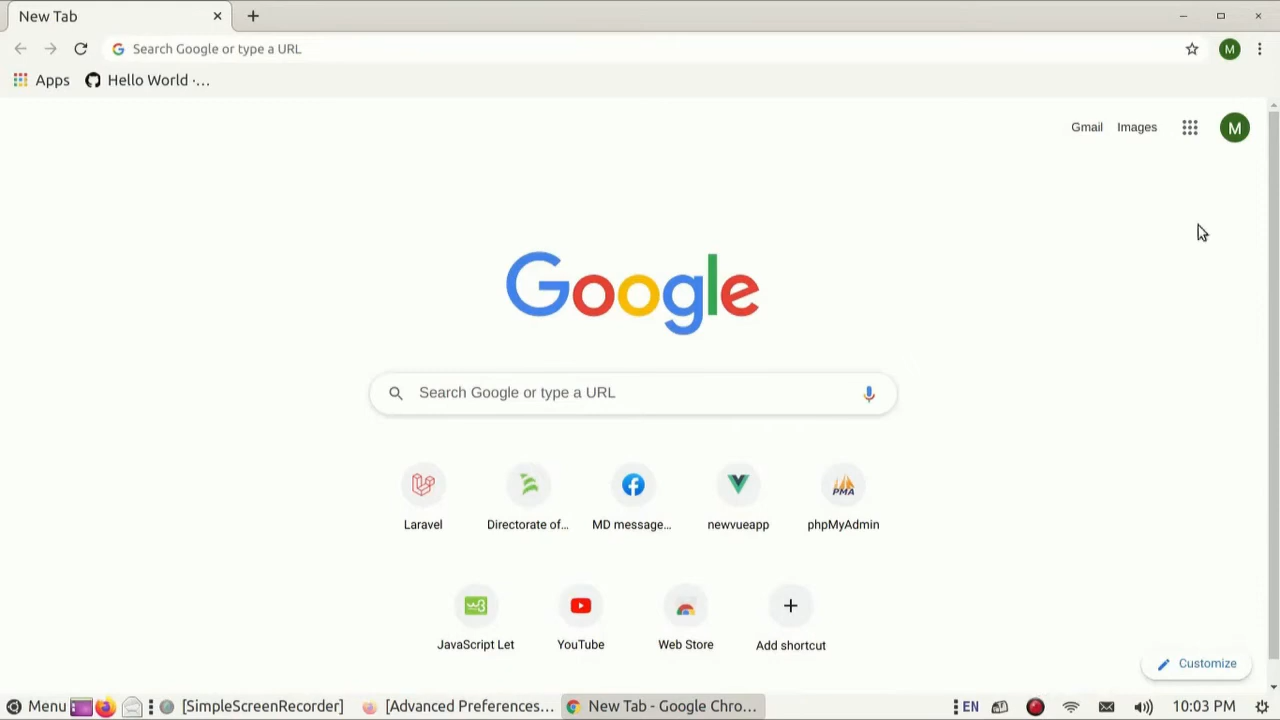 New Tab
Search Google or type a URL
M
Apps
Hello World ·...
Gmail
Images
M
Google
Search Google or type a URL
Laravel
Directorate of...
MD message...
newvueapp
PMA
phpMyAdmin
JavaScript Let
YouTube
Web Store
Add shortcut
Customize
Menu
[SimpleScreenRecorder]
[Advanced Preferences...
New Tab - Google Chro...
EN
10:03 PM